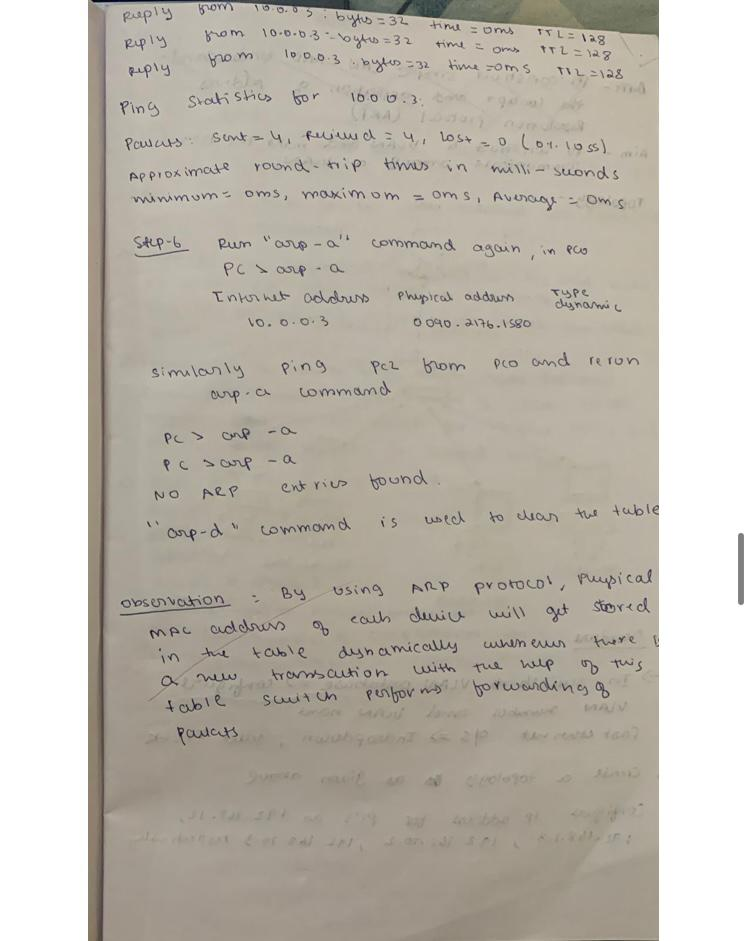 Reply from 10.0.0.3 : bytes=32 time=0ms TTL=128
Reply from 10.0.0.3 : bytes=32 time=0ms TTL=128
Reply from 10.0.0.3 : bytes=32 time=0ms TTL=128
Ping Statistics for 10.0.0.3:
Packets: Sent=4, Recieved=4, Lost=0 (0% loss)
Approximate round-trip times in milli-seconds
minimum= 0ms, maximum = 0ms, Average = 0ms
Step-6 Run "arp-a" command again, in PC0
PC > arp -a
Internet address Physical address Type
dynamic
10.0.0.3 0090.2176.1580
similarly ping PC2 from PC0 and rerun
arp-a command
PC > arp -a
PC > arp -a
NO ARP entries found.
"arp-d" command is used to clear the table
Observation : By using ARP protocol, Physical
MAC address of each device will get stored
in the table dynamically whenever there is
a new transaction with the help of this
table switch performs forwarding of
Packets